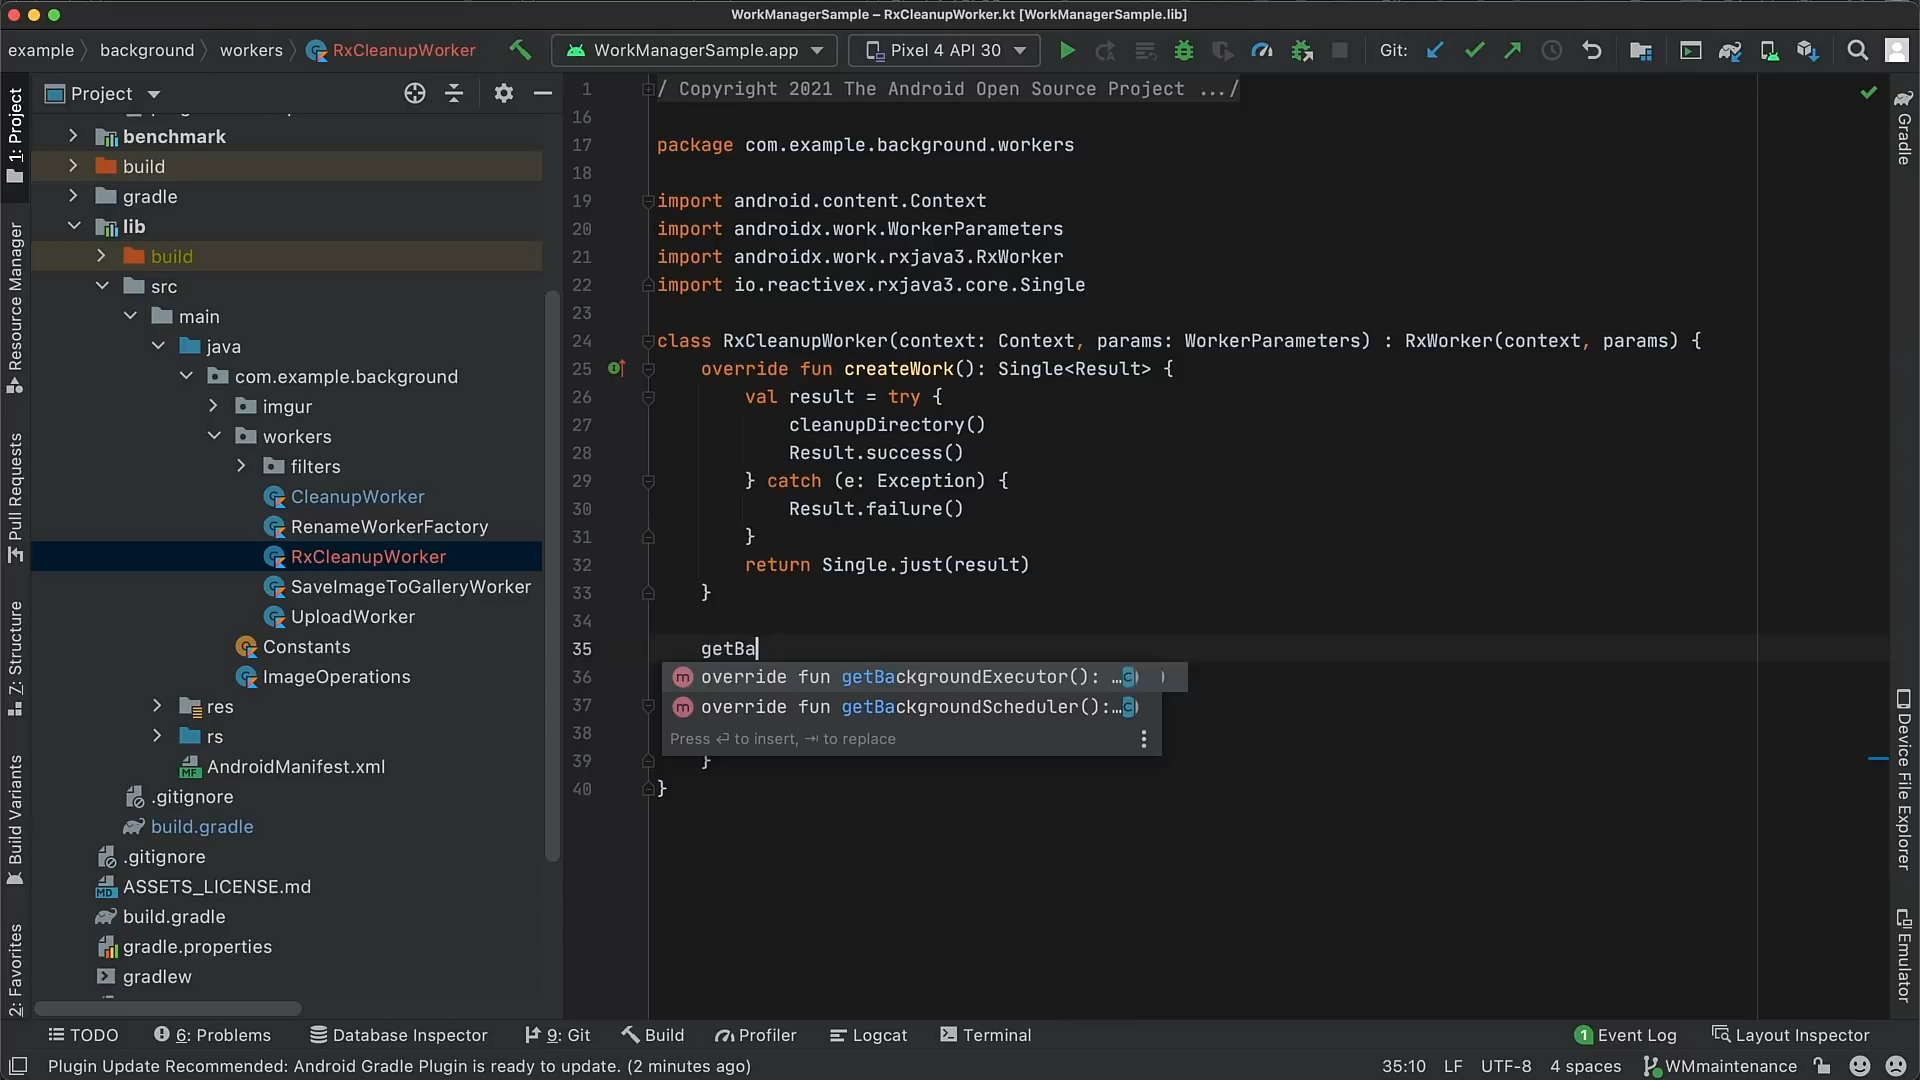 WorkManagerSample – RxCleanupWorker.kt [WorkManagerSample.lib]
example background workers RxCleanupWorker WorkManagerSample.app Pixel 4 API 30 Git:
Project
benchmark
build
gradle
lib
build
src
main
java
com.example.background
imgur
workers
filters
CleanupWorker
RenameWorkerFactory
RxCleanupWorker
SaveImageToGalleryWorker
UploadWorker
Constants
ImageOperations
res
rs
AndroidManifest.xml
.gitignore
build.gradle
.gitignore
ASSETS_LICENSE.md
build.gradle
gradle.properties
gradlew
1: Project
Resource Manager
Pull Requests
7: Structure
Build Variants
2: Favorites
1 / Copyright 2021 The Android Open Source Project .../
16
17 package com.example.background.workers
18
19 import android.content.Context
20 import androidx.work.WorkerParameters
21 import androidx.work.rxjava3.RxWorker
22 import io.reactivex.rxjava3.core.Single
23
24 class RxCleanupWorker(context: Context, params: WorkerParameters) : RxWorker(context, params) {
25 override fun createWork(): Single<Result> {
26 val result = try {
27 cleanupDirectory()
28 Result.success()
29 } catch (e: Exception) {
30 Result.failure()
31 }
32 return Single.just(result)
33 }
34
35 getBa
36 override fun getBackgroundExecutor(): …
37 override fun getBackgroundScheduler():…
38 Press ⏎ to insert, ⇥ to replace
39 }
40 }
Gradle
Device File Explorer
Emulator
TODO 6: Problems Database Inspector 9: Git Build Profiler Logcat Terminal 1 Event Log Layout Inspector
Plugin Update Recommended: Android Gradle Plugin is ready to update. (2 minutes ago) 35:10 LF UTF-8 4 spaces WMmaintenance